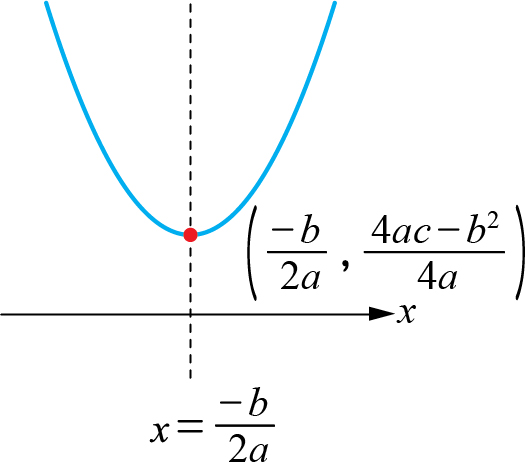 (-b/2a , 4ac-b²/4a)
x
x = -b/2a